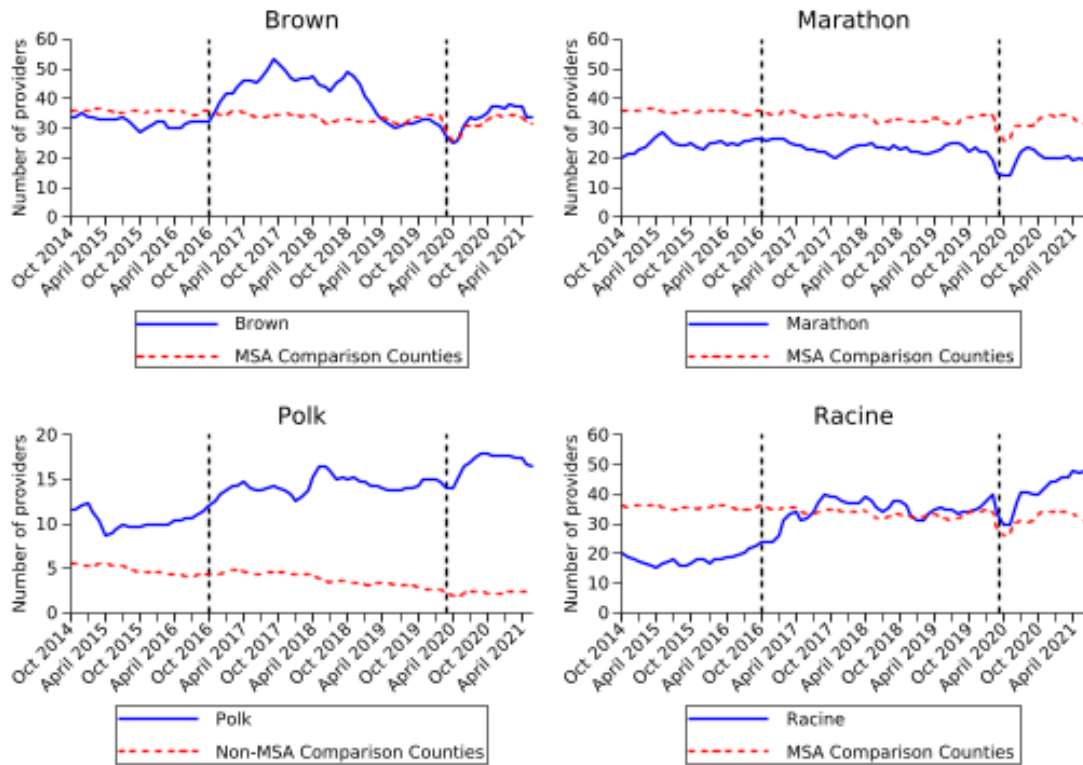 Brown
Number of providers
60
50
40
30
20
10
0
Oct 2014
April 2015
Oct 2015
April 2016
Oct 2016
April 2017
Oct 2017
April 2018
Oct 2018
April 2019
Oct 2019
April 2020
Oct 2020
April 2021
Brown
MSA Comparison Counties
Marathon
Number of providers
60
50
40
30
20
10
0
Oct 2014
April 2015
Oct 2015
April 2016
Oct 2016
April 2017
Oct 2017
April 2018
Oct 2018
April 2019
Oct 2019
April 2020
Oct 2020
April 2021
Marathon
MSA Comparison Counties
Polk
Number of providers
20
15
10
5
0
Oct 2014
April 2015
Oct 2015
April 2016
Oct 2016
April 2017
Oct 2017
April 2018
Oct 2018
April 2019
Oct 2019
April 2020
Oct 2020
April 2021
Polk
Non-MSA Comparison Counties
Racine
Number of providers
60
50
40
30
20
10
0
Oct 2014
April 2015
Oct 2015
April 2016
Oct 2016
April 2017
Oct 2017
April 2018
Oct 2018
April 2019
Oct 2019
April 2020
Oct 2020
April 2021
Racine
MSA Comparison Counties